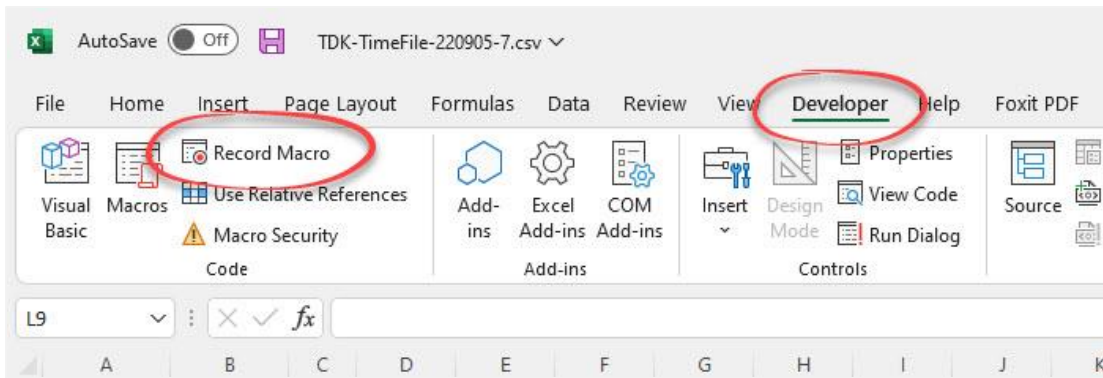 AutoSave Off TDK-TimeFile-220905-7.csv
File Home Insert Page Layout Formulas Data Review View Developer Help Foxit PDF
Visual Basic
Macros
Record Macro
Use Relative References
Macro Security
Code
Add-ins
Excel Add-ins
COM Add-ins
Add-ins
Insert
Design Mode
Properties
View Code
Run Dialog
Controls
Source
L9 fx
A B C D E F G H I J K